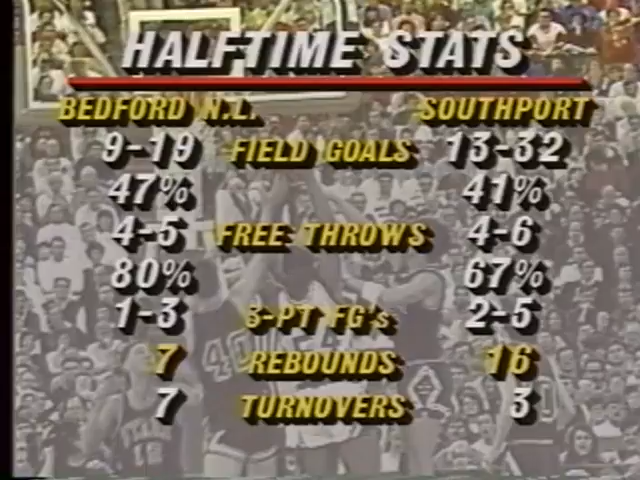 HALFTIME STATS
BEDFORD N.L. SOUTHPORT
9-19 FIELD GOALS 13-32
47% 41%
4-5 FREE THROWS 4-6
80% 67%
1-3 3-PT FG's 2-5
7 REBOUNDS 16
7 TURNOVERS 3
40